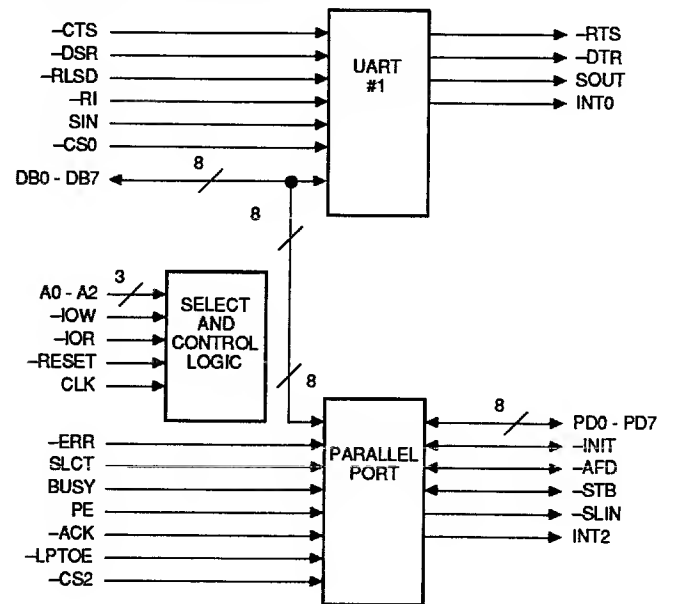 –CTS
–DSR
–RLSD
–RI
SIN
–CS0
DB0 - DB7
8
UART
#1
–RTS
–DTR
SOUT
INT0
8
A0 - A2
3
–IOW
–IOR
–RESET
CLK
SELECT
AND
CONTROL
LOGIC
8
–ERR
SLCT
BUSY
PE
–ACK
–LPTOE
–CS2
PARALLEL
PORT
8
PD0 - PD7
–INIT
–AFD
–STB
–SLIN
INT2